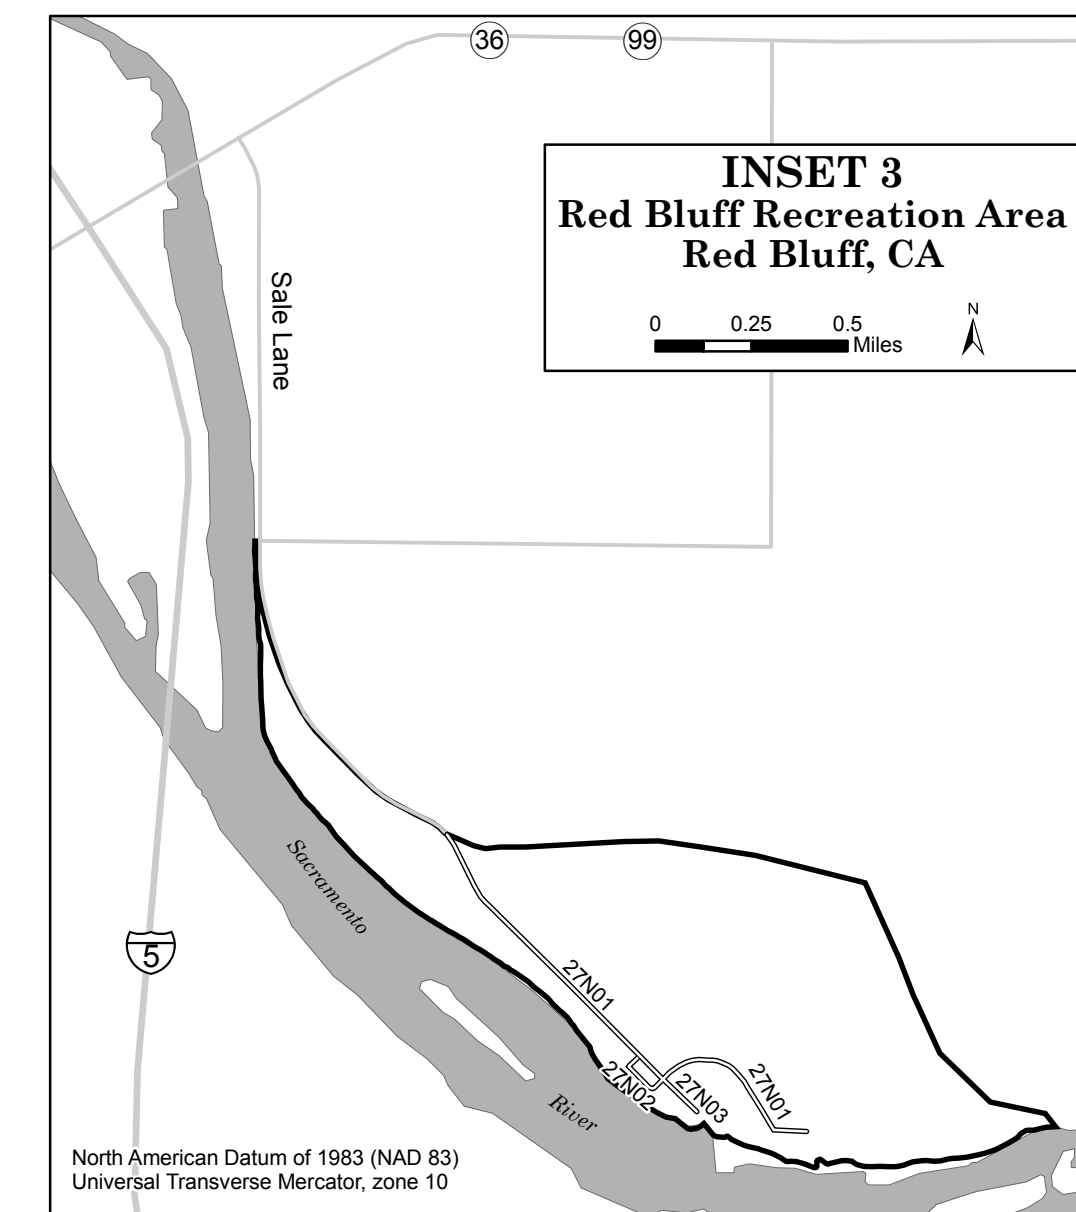 36
99
INSET 3
Red Bluff Recreation Area
Red Bluff, CA
0 0.25 0.5
Miles
N
Sale Lane
Sacramento
River
5
27N01
27N02
27N03
27N01
North American Datum of 1983 (NAD 83)
Universal Transverse Mercator, zone 10